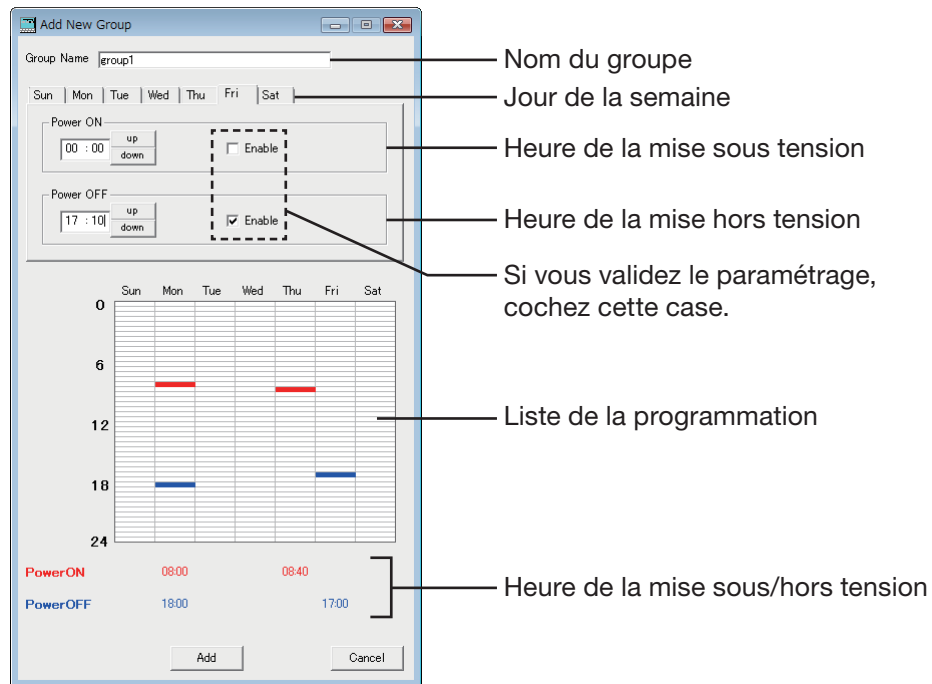 Add New Group
Group Name group1
Nom du groupe
Sun Mon Tue Wed Thu Fri Sat
Jour de la semaine
Power ON
00 : 00 up down Enable
Heure de la mise sous tension
Power OFF
17 : 10 up down Enable
Heure de la mise hors tension
Si vous validez le paramétrage,
cochez cette case.
Sun Mon Tue Wed Thu Fri Sat
0
6
12
18
24
Liste de la programmation
PowerON 08:00 08:40
PowerOFF 18:00 17:00
Heure de la mise sous/hors tension
Add Cancel